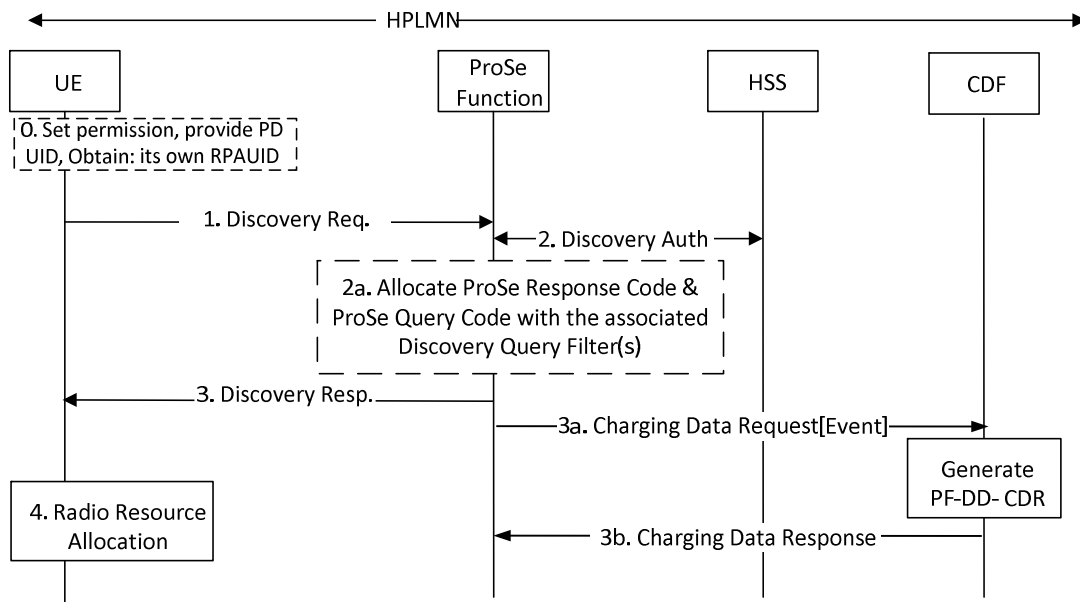 HPLMN
UE
ProSe
Function
HSS
CDF
0. Set permission, provide PD
UID, Obtain: its own RPAUID
1. Discovery Req.
2. Discovery Auth
2a. Allocate ProSe Response Code &
ProSe Query Code with the associated
Discovery Query Filter(s)
3. Discovery Resp.
3a. Charging Data Request[Event]
Generate
PF-DD- CDR
4. Radio Resource
Allocation
3b. Charging Data Response